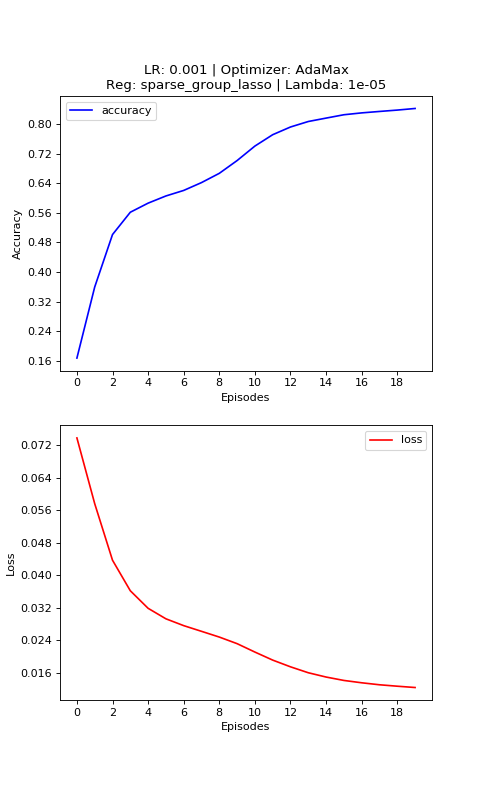 LR: 0.001 | Optimizer: AdaMax
Reg: sparse_group_lasso | Lambda: 1e-05
accuracy
Accuracy
0.80
0.72
0.64
0.56
0.48
0.40
0.32
0.24
0.16
0 2 4 6 8 10 12 14 16 18
Episodes
loss
Loss
0.072
0.064
0.056
0.048
0.040
0.032
0.024
0.016
0 2 4 6 8 10 12 14 16 18
Episodes